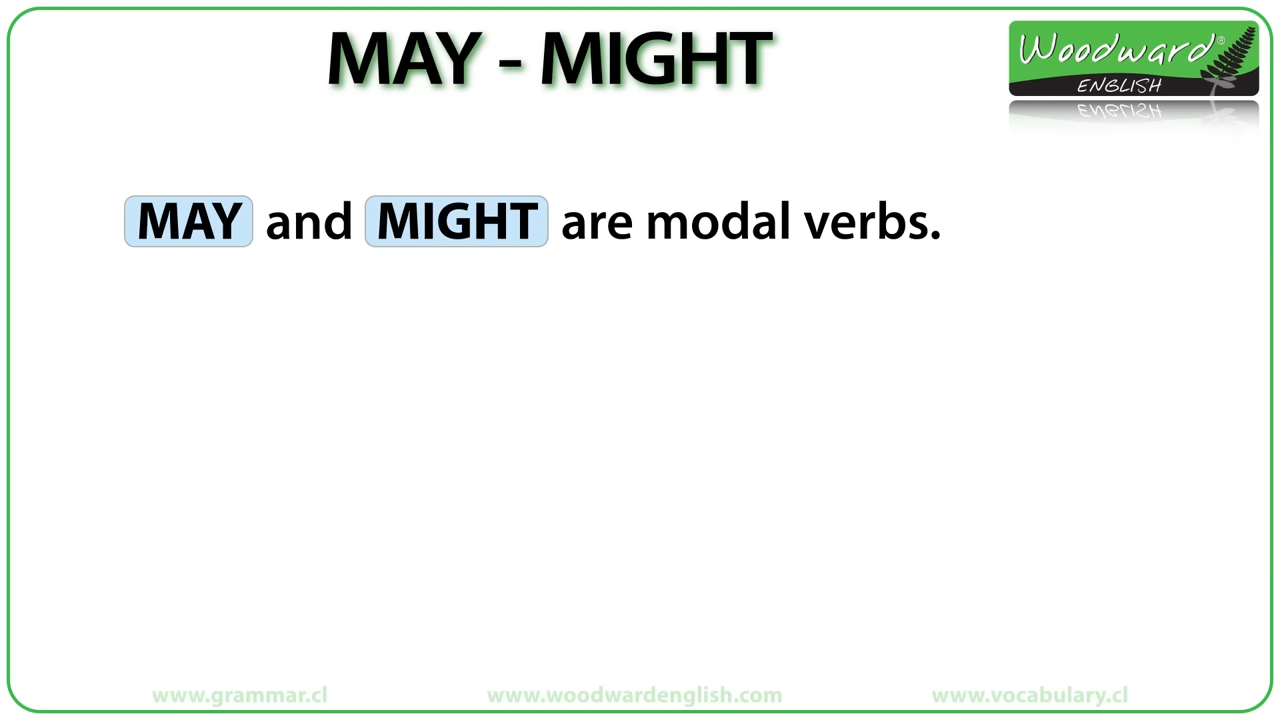 MAY - MIGHT
Woodward®
ENGLISH
MAY and MIGHT are modal verbs.
www.grammar.cl www.woodwardenglish.com www.vocabulary.cl